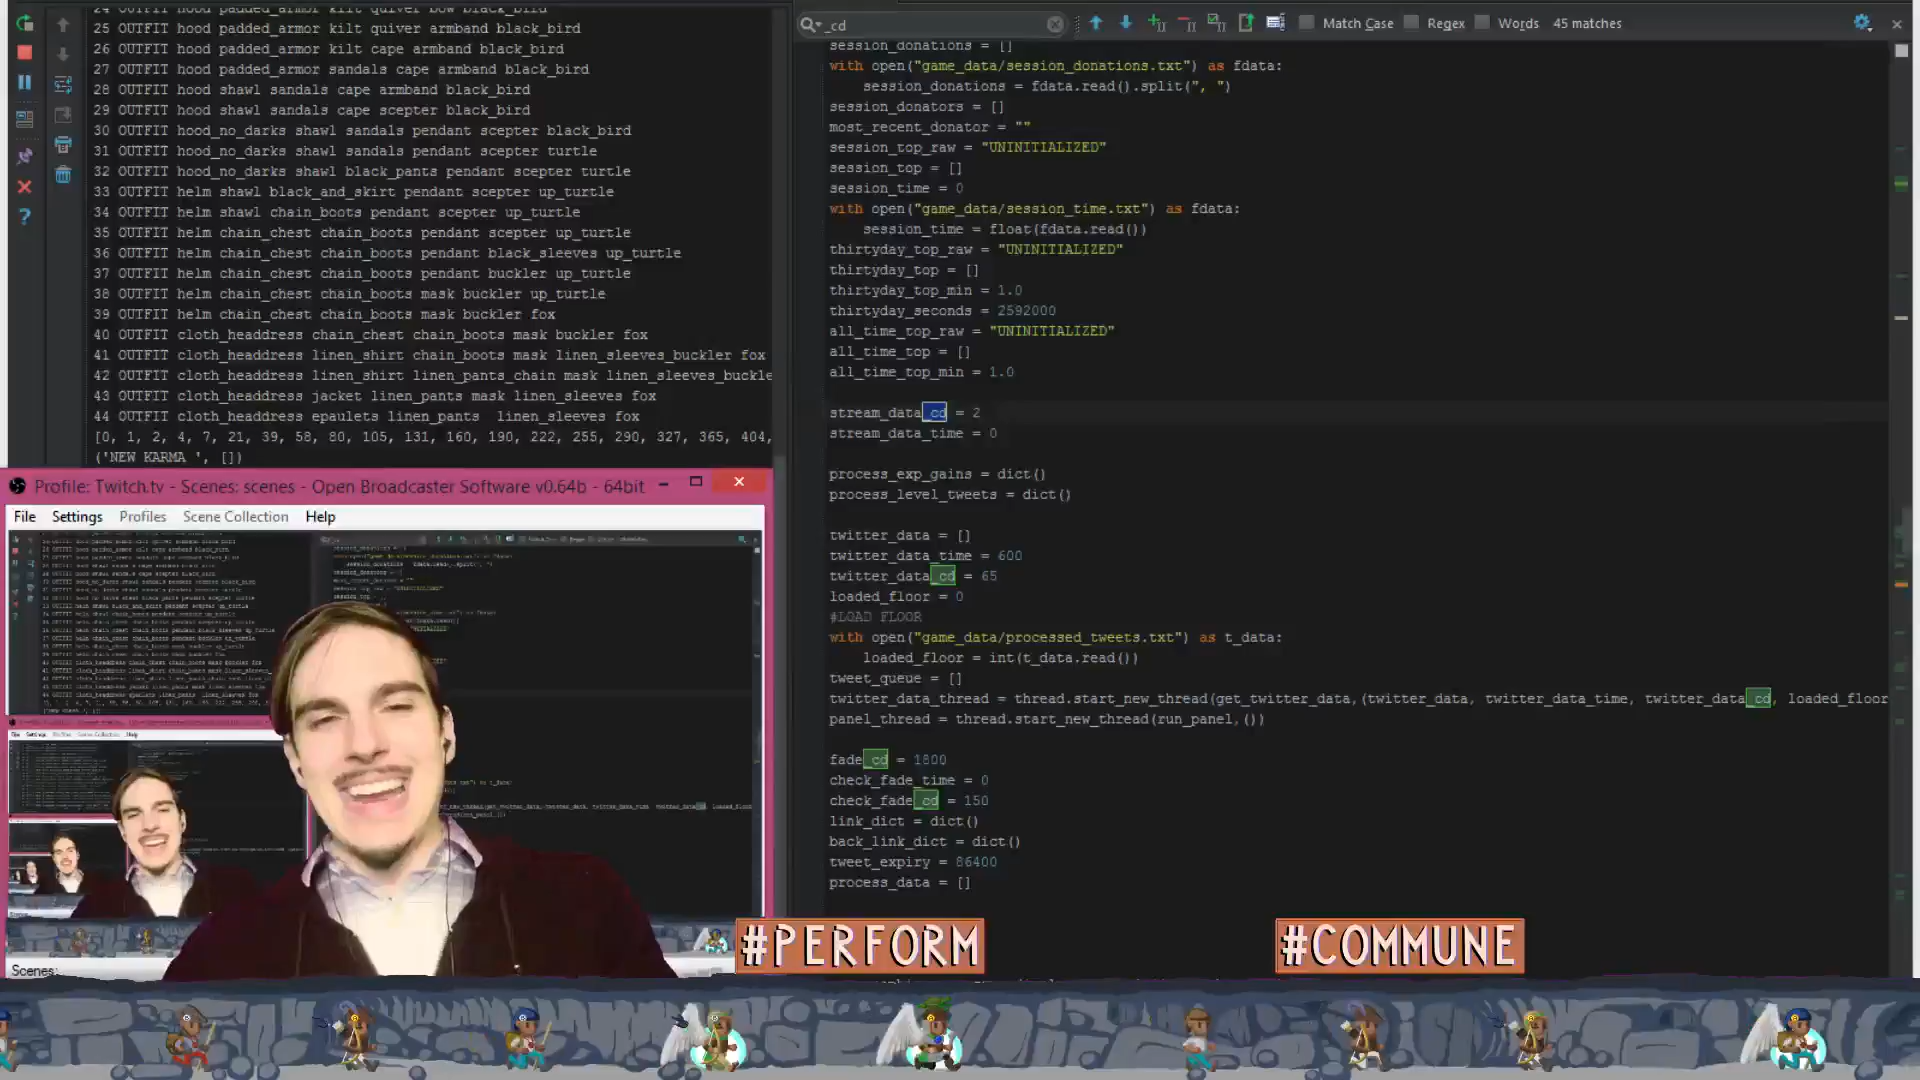 24 OUTFIT hood padded_armor kilt quiver bow black_bird
25 OUTFIT hood padded_armor kilt quiver armband black_bird
26 OUTFIT hood padded_armor kilt cape armband black_bird
27 OUTFIT hood padded_armor sandals cape armband black_bird
28 OUTFIT hood shawl sandals cape armband black_bird
29 OUTFIT hood shawl sandals cape scepter black_bird
30 OUTFIT hood_no_darks shawl sandals pendant scepter black_bird
31 OUTFIT hood_no_darks shawl sandals pendant scepter turtle
32 OUTFIT hood_no_darks shawl black_pants pendant scepter turtle
33 OUTFIT helm shawl black_and_skirt pendant scepter up_turtle
34 OUTFIT helm shawl chain_boots pendant scepter up_turtle
35 OUTFIT helm chain_chest chain_boots pendant scepter up_turtle
36 OUTFIT helm chain_chest chain_boots pendant black_sleeves up_turtle
37 OUTFIT helm chain_chest chain_boots pendant buckler up_turtle
38 OUTFIT helm chain_chest chain_boots mask buckler up_turtle
39 OUTFIT helm chain_chest chain_boots mask buckler fox
40 OUTFIT cloth_headdress chain_chest chain_boots mask buckler fox
41 OUTFIT cloth_headdress linen_shirt chain_boots mask linen_sleeves_buckler fox
42 OUTFIT cloth_headdress linen_shirt linen_pants_chain mask linen_sleeves_buckle
43 OUTFIT cloth_headdress jacket linen_pants mask linen_sleeves fox
44 OUTFIT cloth_headdress epaulets linen_pants  linen_sleeves fox
[0, 1, 2, 4, 7, 21, 39, 58, 80, 105, 131, 160, 190, 222, 255, 290, 327, 365, 404,
('NEW KARMA ', [])
Profile: Twitch.tv - Scenes: scenes - Open Broadcaster Software v0.64b - 64bit
File Settings Profiles Scene Collection Help
Scenes:
_cd Match Case Regex Words 45 matches
session_donations = []
with open("game_data/session_donations.txt") as fdata:
session_donations = fdata.read().split(", ")
session_donators = []
most_recent_donator = ""
session_top_raw = "UNINITIALIZED"
session_top = []
session_time = 0
with open("game_data/session_time.txt") as fdata:
session_time = float(fdata.read())
thirtyday_top_raw = "UNINITIALIZED"
thirtyday_top = []
thirtyday_top_min = 1.0
thirtyday_seconds = 2592000
all_time_top_raw = "UNINITIALIZED"
all_time_top = []
all_time_top_min = 1.0
stream_data_cd = 2
stream_data_time = 0
process_exp_gains = dict()
process_level_tweets = dict()
twitter_data = []
twitter_data_time = 600
twitter_data_cd = 65
loaded_floor = 0
#LOAD FLOOR
with open("game_data/processed_tweets.txt") as t_data:
loaded_floor = int(t_data.read())
tweet_queue = []
twitter_data_thread = thread.start_new_thread(get_twitter_data,(twitter_data, twitter_data_time, twitter_data_cd, loaded_floor
panel_thread = thread.start_new_thread(run_panel,())
fade_cd = 1800
check_fade_time = 0
check_fade_cd = 150
link_dict = dict()
back_link_dict = dict()
tweet_expiry = 86400
process_data = []
#PERFORM
#COMMUNE